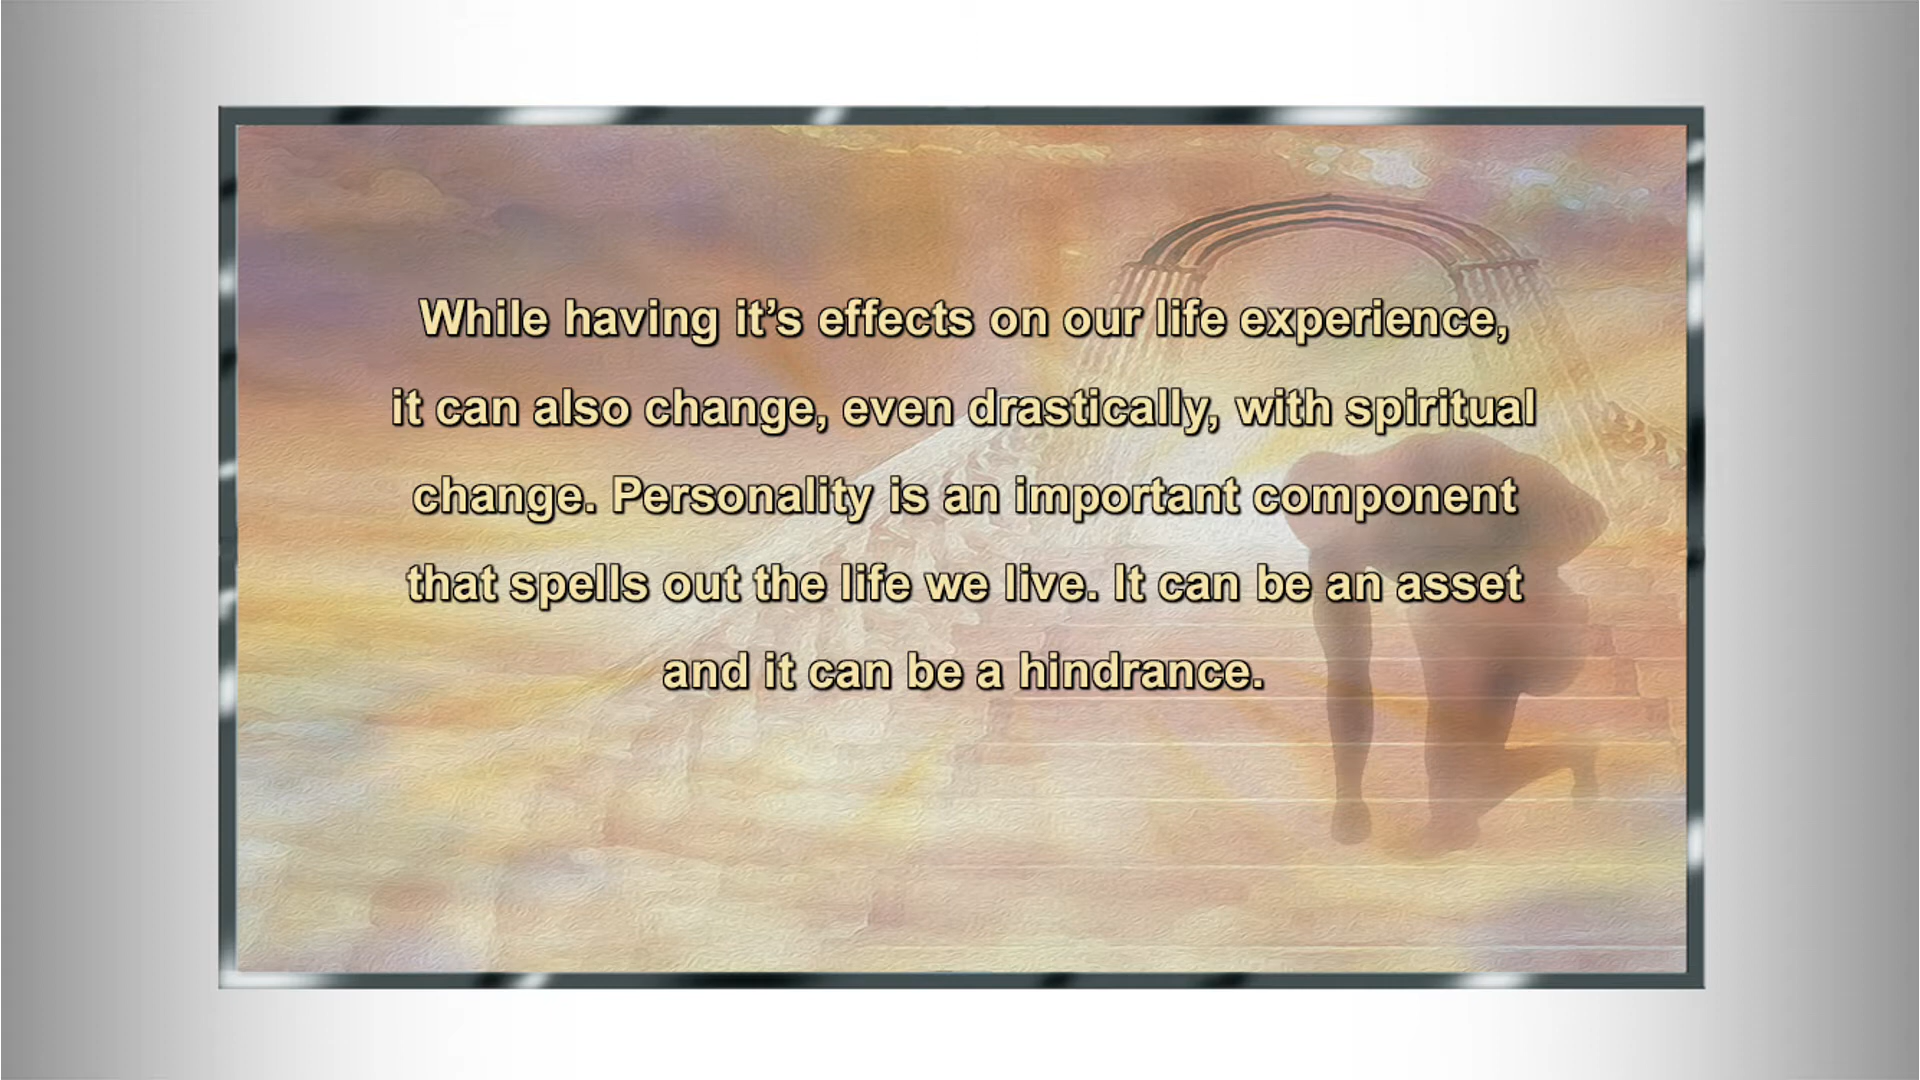 While having it’s effects on our life experience,
it can also change, even drastically, with spiritual
change. Personality is an important component
that spells out the life we live. It can be an asset
and it can be a hindrance.